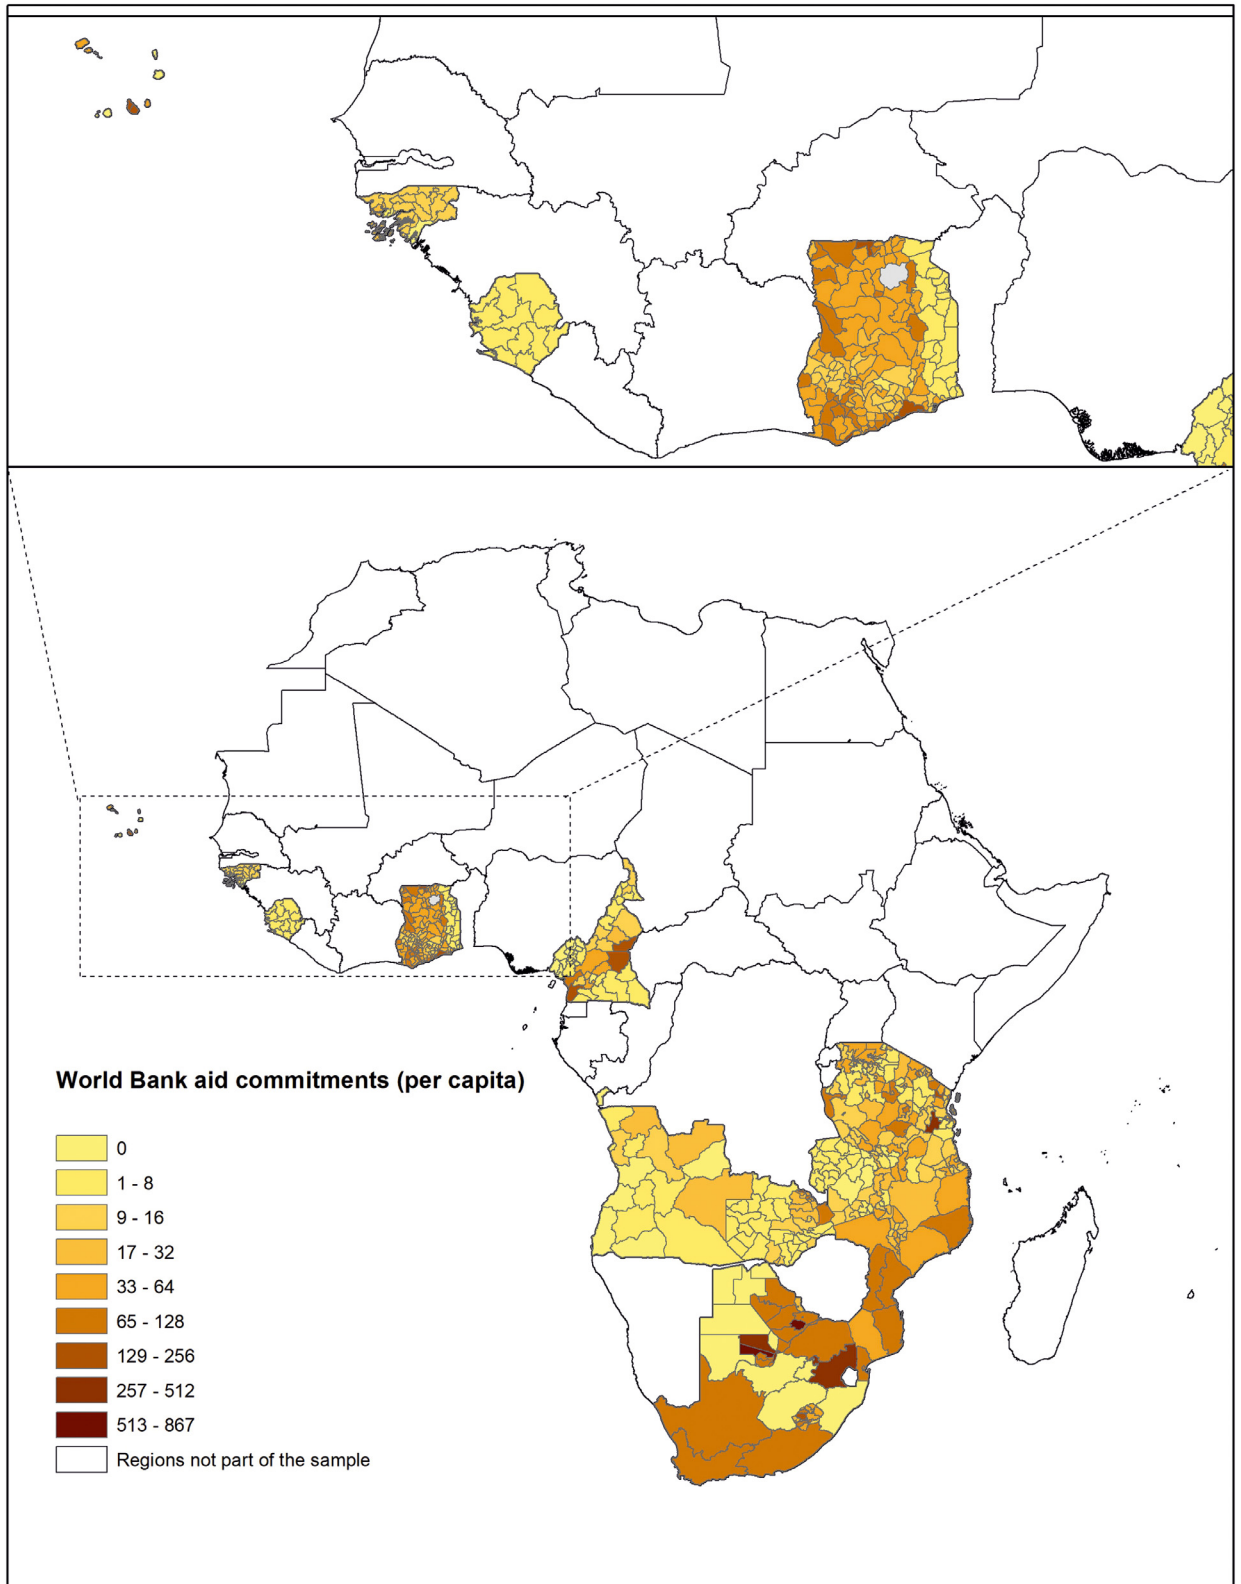 World Bank aid commitments (per capita)
0
1 - 8
9 - 16
17 - 32
33 - 64
65 - 128
129 - 256
257 - 512
513 - 867
Regions not part of the sample